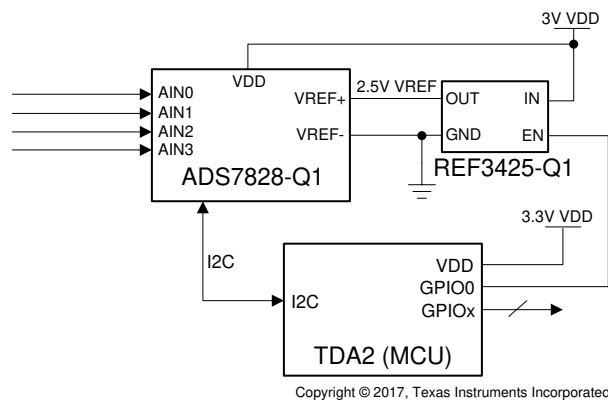 3V VDD
VDD
AIN0
AIN1
AIN2
AIN3
VREF+
VREF-
ADS7828-Q1
2.5V VREF
OUT
IN
GND
EN
REF3425-Q1
I2C
3.3V VDD
VDD
GPIO0
GPIOx
I2C
TDA2 (MCU)
Copyright © 2017, Texas Instruments Incorporated